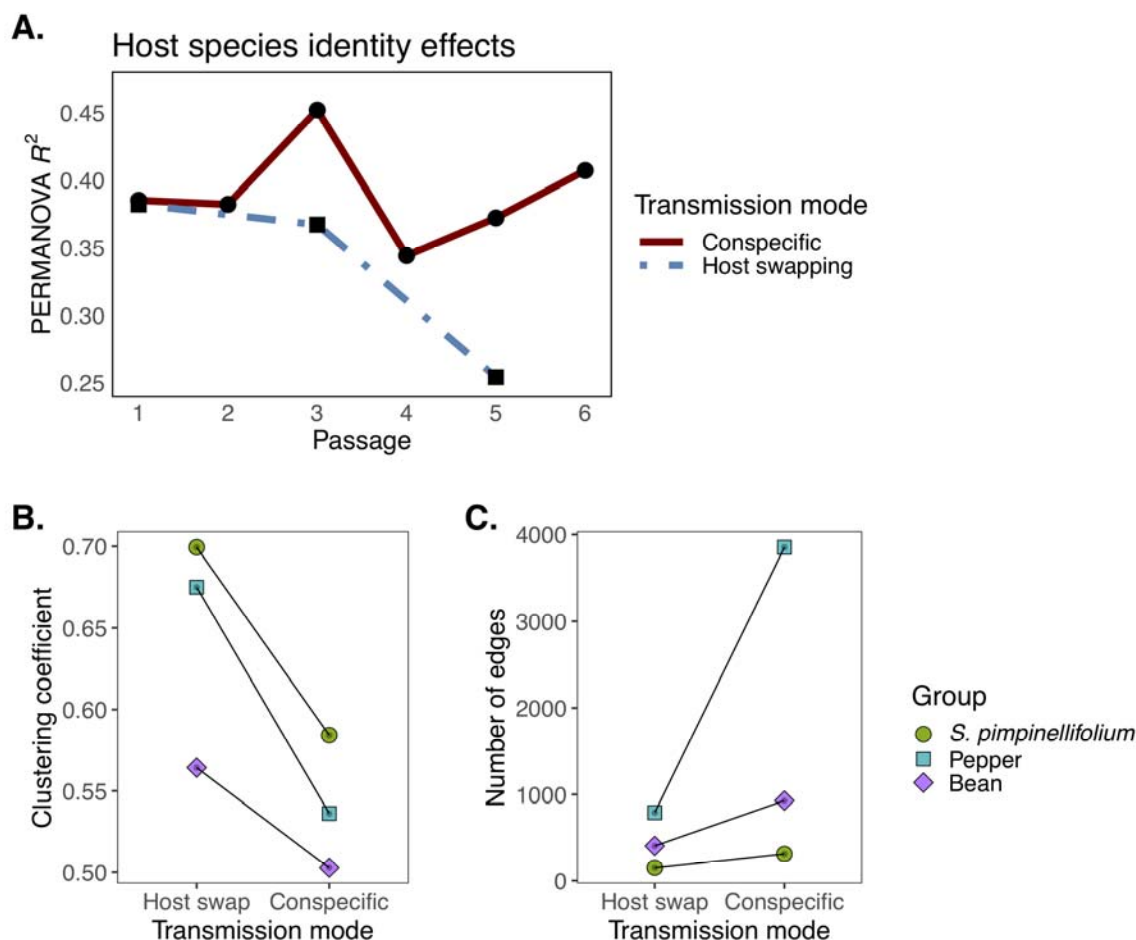 A.
Host species identity effects
PERMANOVA R²
0.45
0.40
0.35
0.30
0.25
1 2 3 4 5 6
Passage
Transmission mode
Conspecific
Host swapping
B.
Clustering coefficient
0.70
0.65
0.60
0.55
0.50
Host swap Conspecific
Transmission mode
C.
Number of edges
4000
3000
2000
1000
0
Host swap Conspecific
Transmission mode
Group
S. pimpinellifolium
Pepper
Bean